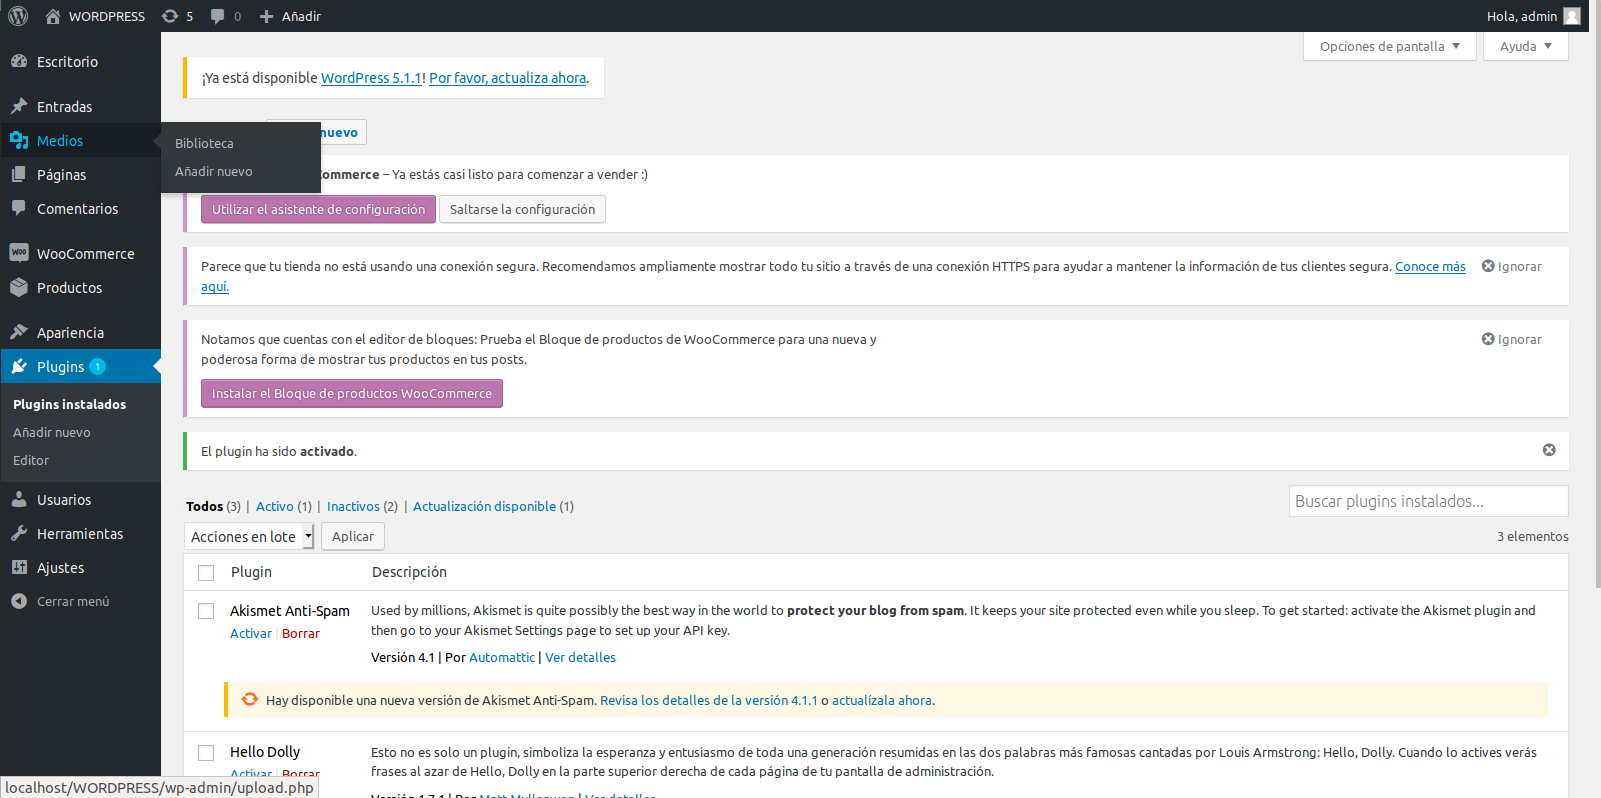 WORDPRESS 5 0 Añadir Hola, admin
Opciones de pantalla Ayuda
Escritorio
Entradas
Medios
Páginas
Comentarios
WooCommerce
Productos
Apariencia
Plugins 1
Plugins instalados
Añadir nuevo
Editor
Usuarios
Herramientas
Ajustes
Cerrar menú
Biblioteca
Añadir nuevo
¡Ya está disponible WordPress 5.1.1! Por favor, actualiza ahora.
nuevo
ommerce – Ya estás casi listo para comenzar a vender :)
Utilizar el asistente de configuración Saltarse la configuración
Parece que tu tienda no está usando una conexión segura. Recomendamos ampliamente mostrar todo tu sitio a través de una conexión HTTPS para ayudar a mantener la información de tus clientes segura. Conoce más Ignorar
aquí.
Notamos que cuentas con el editor de bloques: Prueba el Bloque de productos de WooCommerce para una nueva y Ignorar
poderosa forma de mostrar tus productos en tus posts.
Instalar el Bloque de productos WooCommerce
El plugin ha sido activado.
Todos (3) | Activo (1) | Inactivos (2) | Actualización disponible (1) Buscar plugins instalados...
Acciones en lote Aplicar 3 elementos
Plugin Descripción
Akismet Anti-Spam Used by millions, Akismet is quite possibly the best way in the world to protect your blog from spam. It keeps your site protected even while you sleep. To get started: activate the Akismet plugin and
Activar | Borrar then go to your Akismet Settings page to set up your API key.
Versión 4.1 | Por Automattic | Ver detalles
Hay disponible una nueva versión de Akismet Anti-Spam. Revisa los detalles de la versión 4.1.1 o actualízala ahora.
Hello Dolly Esto no es solo un plugin, simboliza la esperanza y entusiasmo de toda una generación resumidas en las dos palabras más famosas cantadas por Louis Armstrong: Hello, Dolly. Cuando lo actives verás
Activar | Borrar frases al azar de Hello, Dolly en la parte superior derecha de cada página de tu pantalla de administración.
Versión 1.7.1 | Por Matt Mullenweg | Ver detalles
localhost/WORDPRESS/wp-admin/upload.php